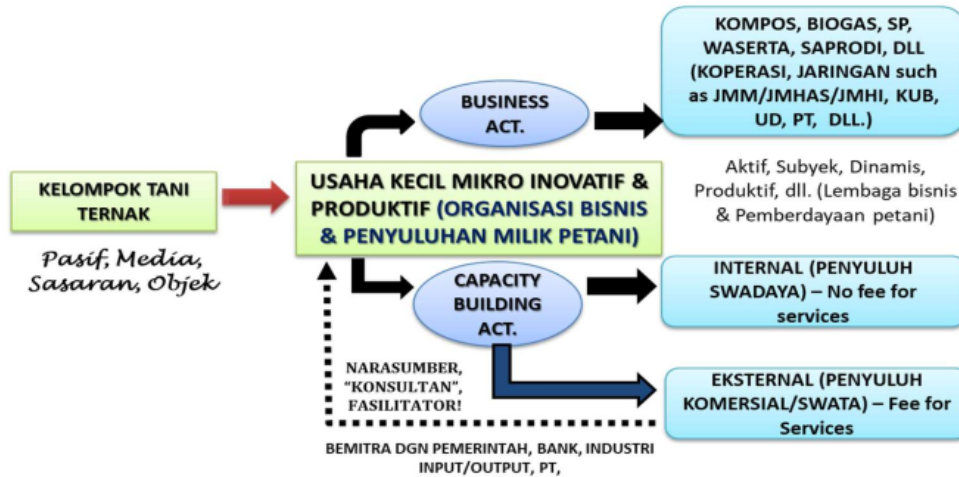 KELOMPOK TANI
TERNAK
Pasif, Media,
Sasaran, Objek
BUSINESS
ACT.
USAHA KECIL MIKRO INOVATIF &
PRODUKTIF (ORGANISASI BISNIS
& PENYULUHAN MILIK PETANI)
CAPACITY
BUILDING
ACT.
KOMPOS, BIOGAS, SP,
WASERTA, SAPRODI, DLL
(KOPERASI, JARINGAN such
as JMM/JMHAS/JMHI, KUB,
UD, PT, DLL.)
Aktif, Subyek, Dinamis,
Produktif, dll. (Lembaga bisnis
& Pemberdayaan petani)
INTERNAL (PENYULUH
SWADAYA) – No fee for
services
NARASUMBER,
"KONSULTAN",
FASILITATOR!
EKSTERNAL (PENYULUH
KOMERSIAL/SWATA) – Fee for
Services
BEMITRA DGN PEMERINTAH, BANK, INDUSTRI
INPUT/OUTPUT, PT,